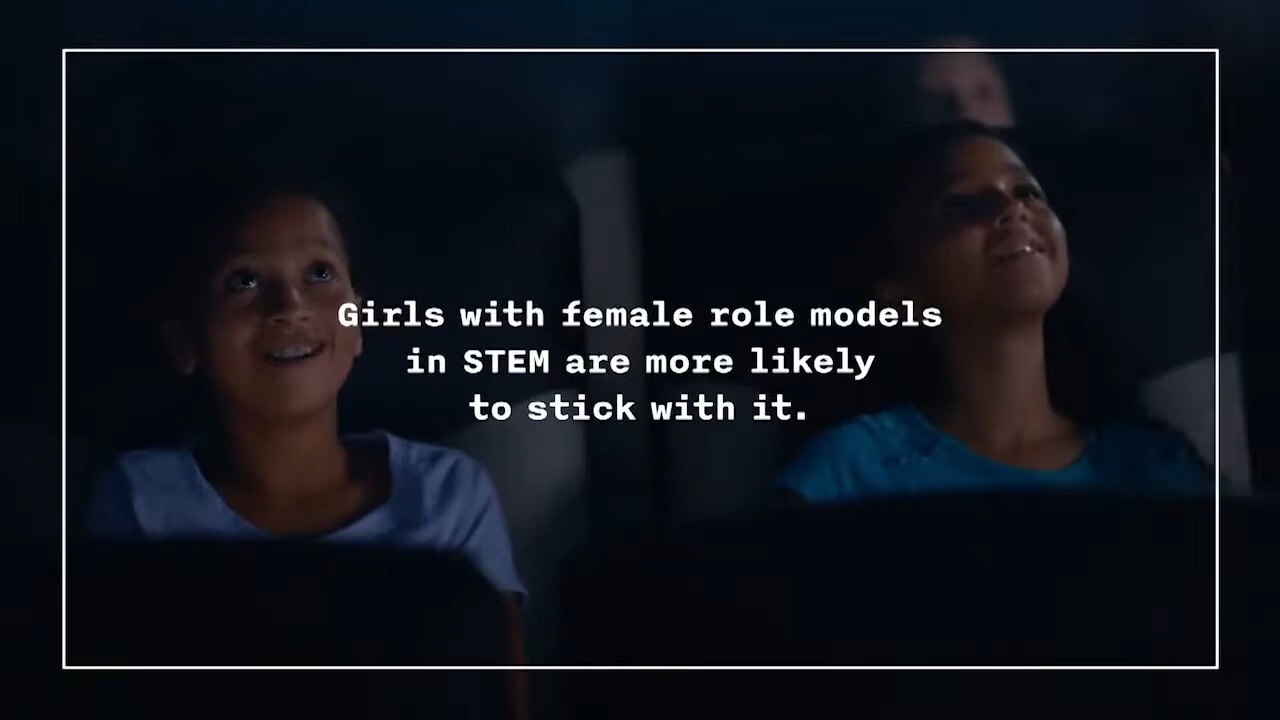 Girls with female role models
in STEM are more likely
to stick with it.